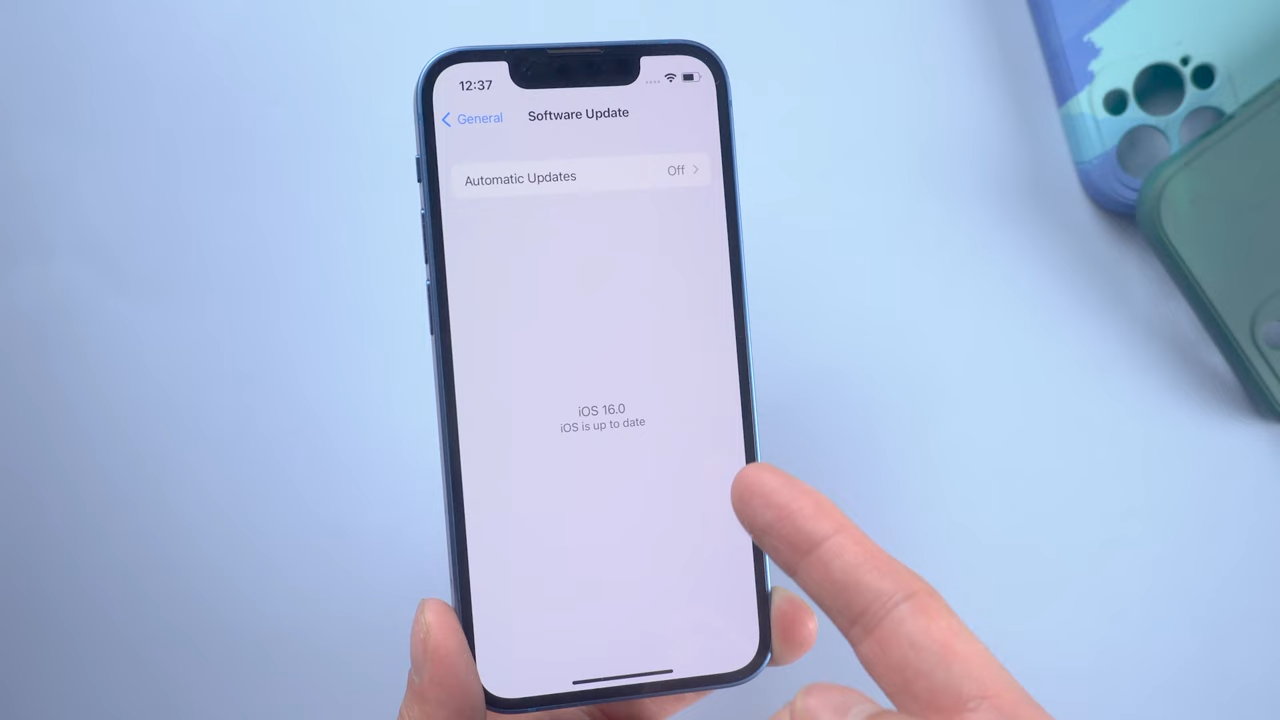 12:37
General
Software Update
Automatic Updates Off
iOS 16.0
iOS is up to date